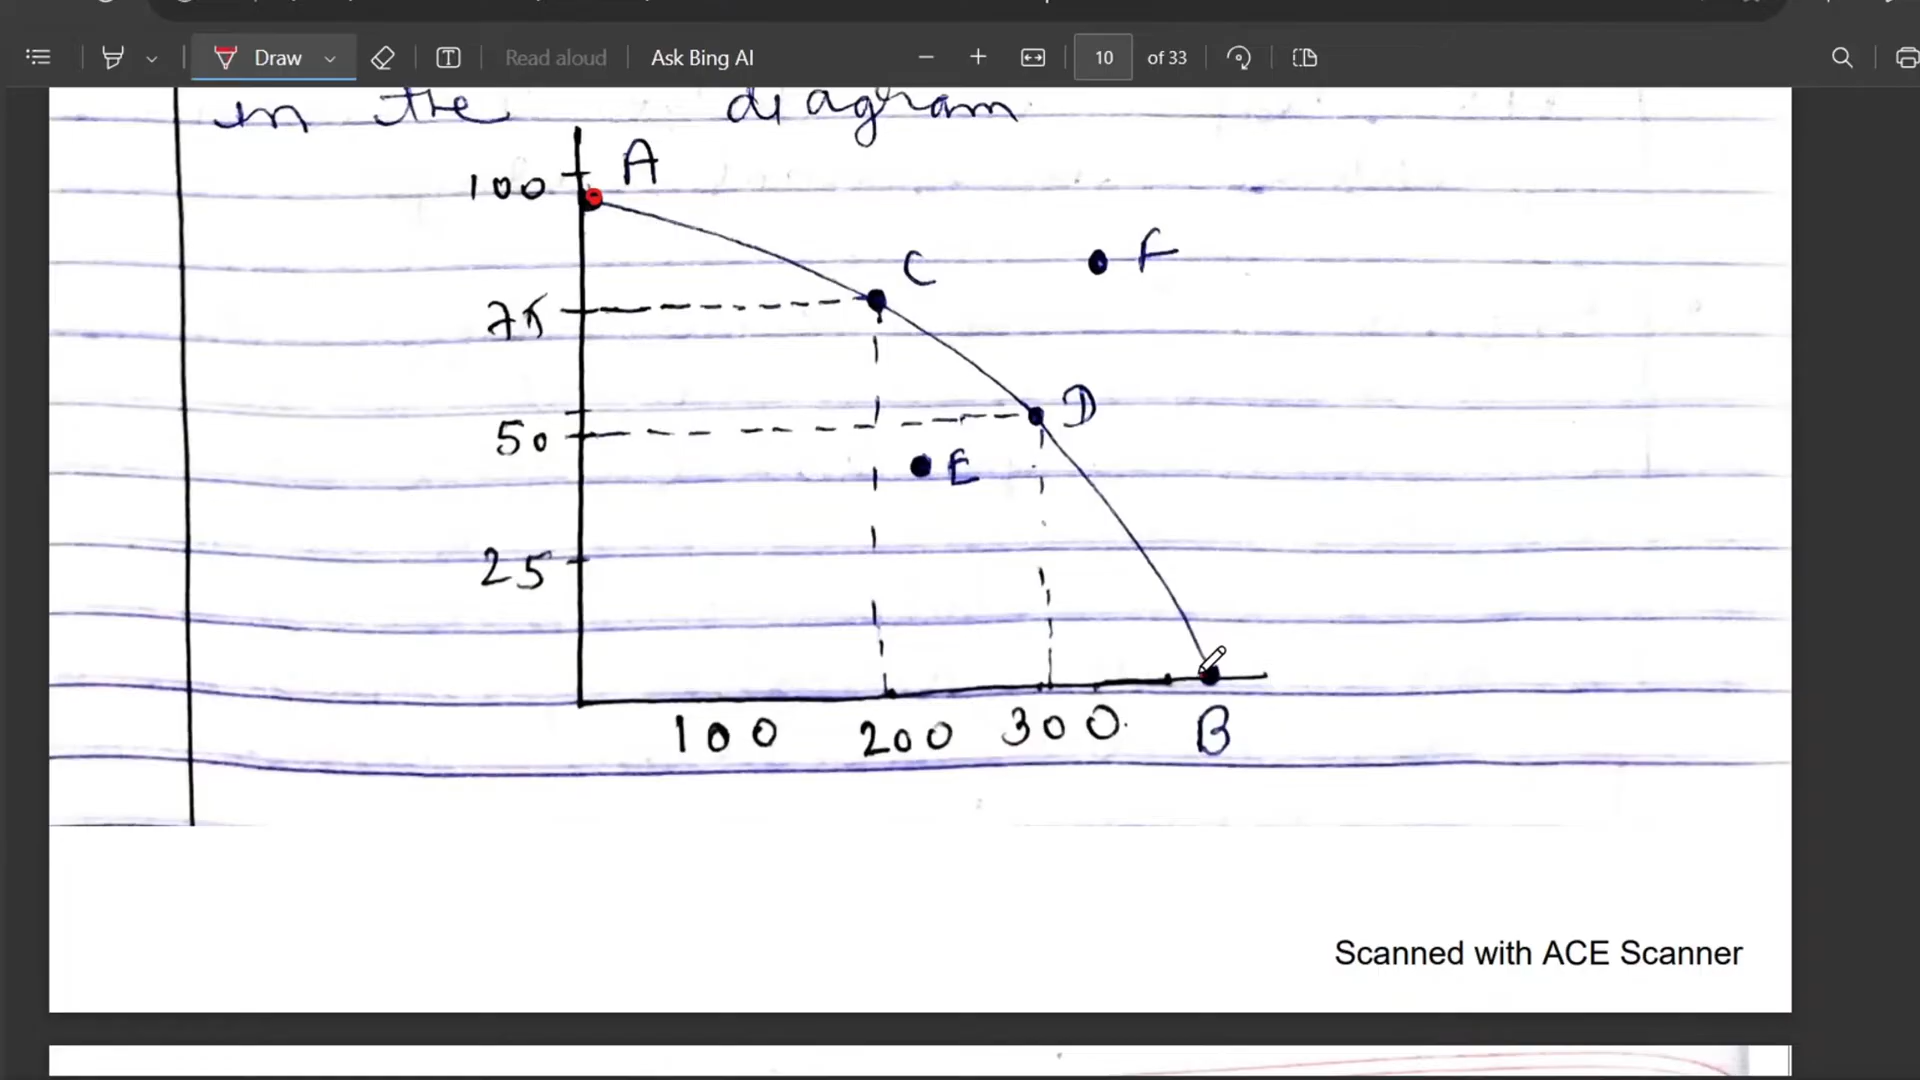 Draw
Read aloud
Ask Bing AI
10 of 33
in the diagram
A
100
F
C
75
D
50
E
25
100 200 300. B
Scanned with ACE Scanner